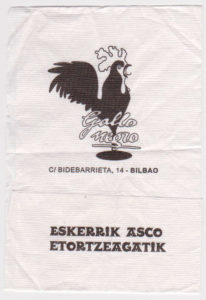 Gallo
negro
C/ BIDEBARRIETA, 14 - BILBAO
ESKERRIK ASCO
ETORTZEAGATIK